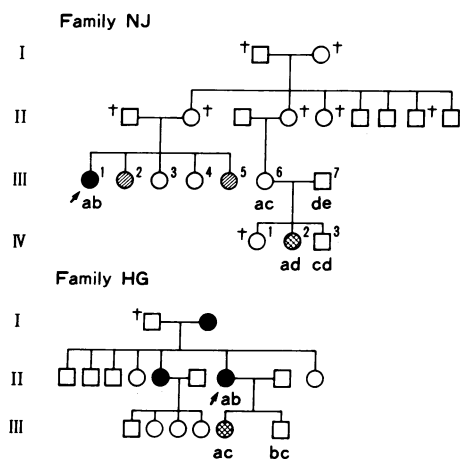 Family NJ
I † †
II † † † † †
III 1 2 3 4 5 6 7
ab ac de
IV † 1 2 3
ad cd
Family HG
I †
II ab
III ac bc